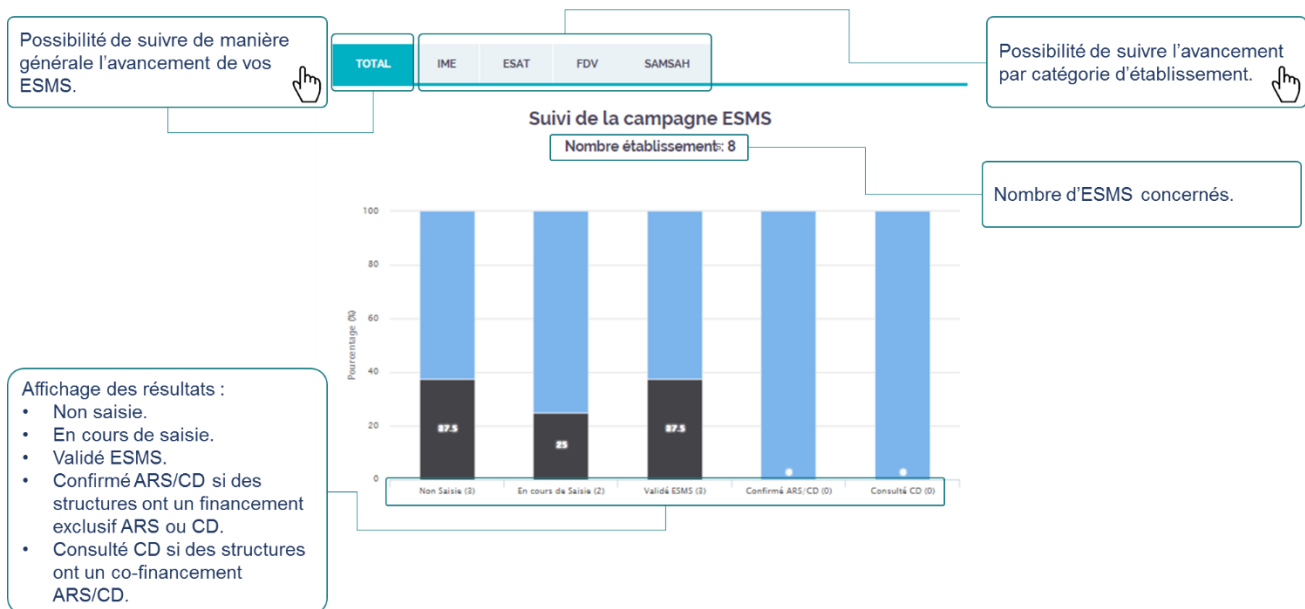 Possibilité de suivre de manière
générale l’avancement de vos
ESMS.
TOTAL IME ESAT FDV SAMSAH
Possibilité de suivre l’avancement
par catégorie d’établissement.
Suivi de la campagne ESMS
Nombre établissements: 8
Nombre d’ESMS concernés.
Pourcentage (%)
100
80
60
40
20
0
37.5
25
37.5
0
0
Non Saisie (3) En cours de Saisie (2) Validé ESMS (3) Confirmé ARS/CD (0) Consulté CD (0)
Affichage des résultats :
• Non saisie.
• En cours de saisie.
• Validé ESMS.
• Confirmé ARS/CD si des
structures ont un financement
exclusif ARS ou CD.
• Consulté CD si des structures
ont un co-financement
ARS/CD.